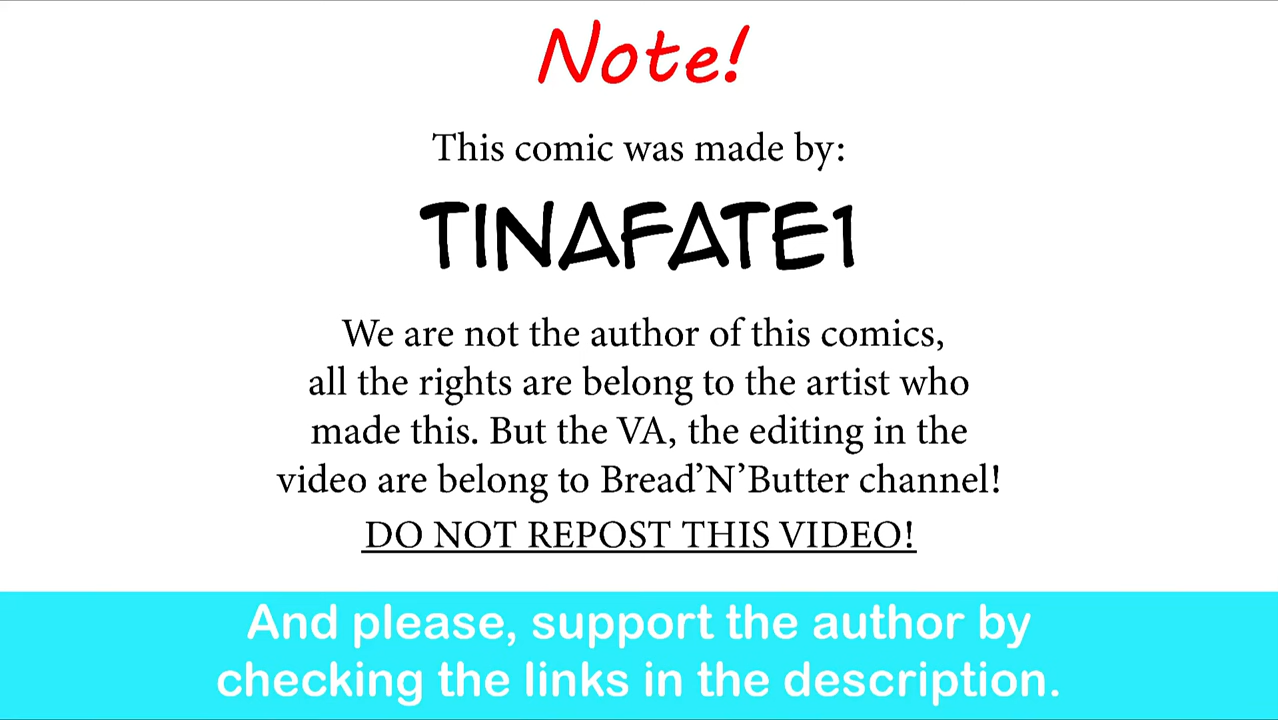 Note!
This comic was made by:
TINAFATE1
We are not the author of this comics,
all the rights are belong to the artist who
made this. But the VA, the editing in the
video are belong to Bread’N’Butter channel!
DO NOT REPOST THIS VIDEO!
And please, support the author by
checking the links in the description.